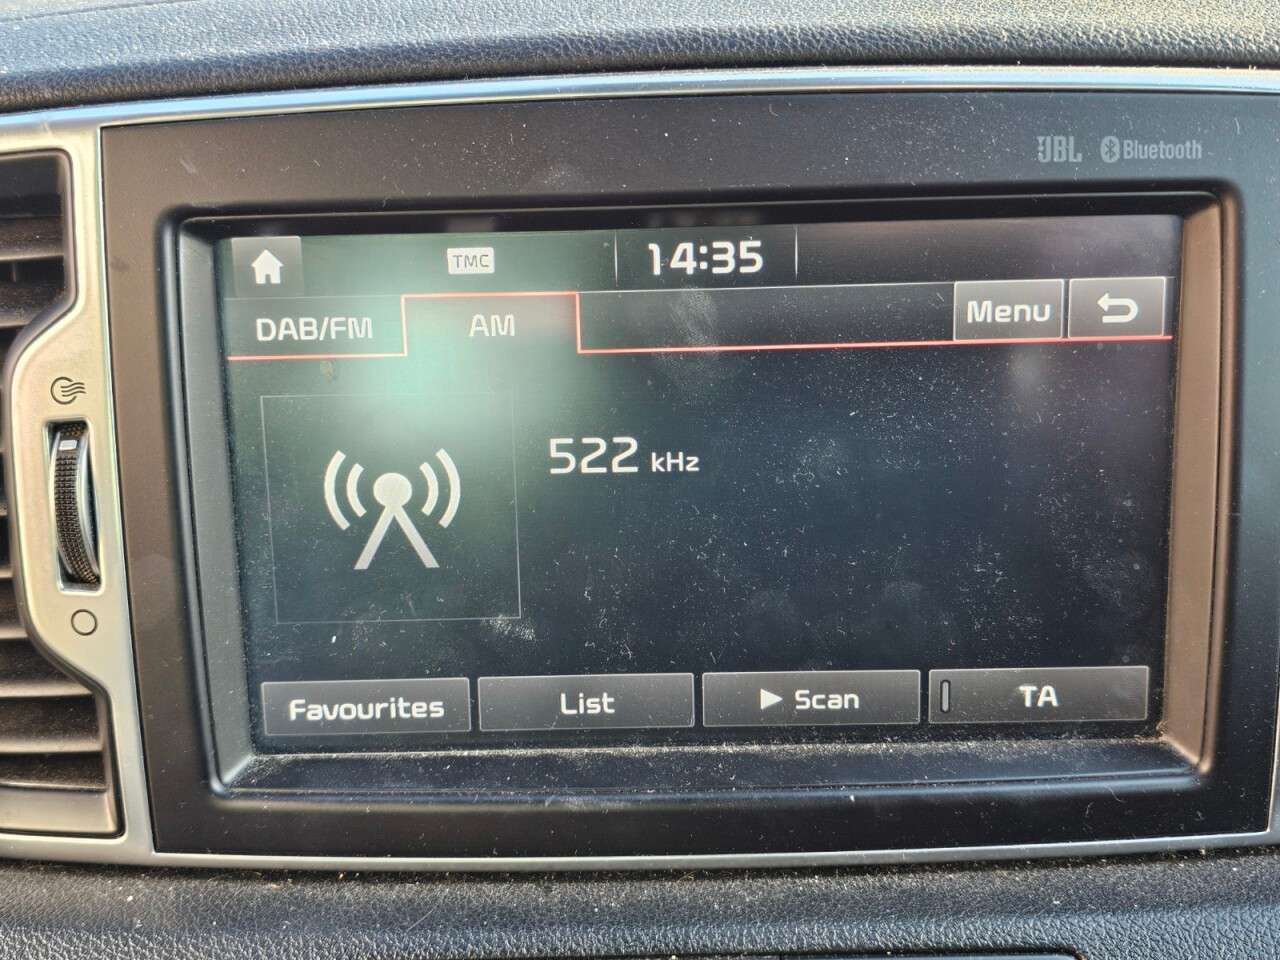 JBL Bluetooth
TMC 14:35
DAB/FM AM Menu
522 kHz
Favourites List Scan TA